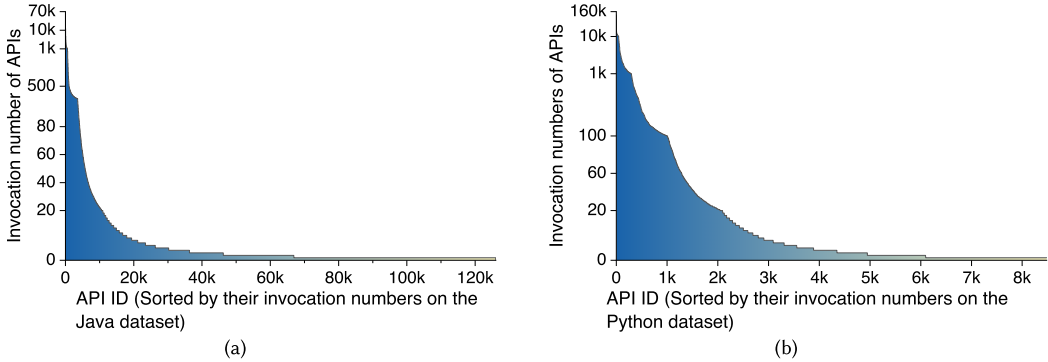 70k
10k
1k
500
80
60
40
20
0
Invocation number of APIs
0 20k 40k 60k 80k 100k 120k
API ID (Sorted by their invocation numbers on the
Java dataset)
(a)
160k
10k
1k
100
60
20
0
Invocation numbers of APIs
0 1k 2k 3k 4k 5k 6k 7k 8k
API ID (Sorted by their invocation numbers on the
Python dataset)
(b)